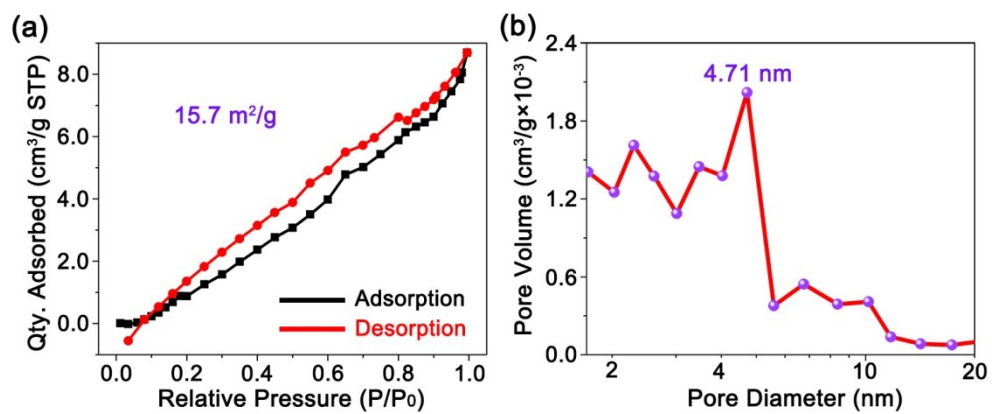 (a)
Qty. Adsorbed (cm³/g STP)
8.0
6.0
4.0
2.0
0.0
15.7 m²/g
Adsorption
Desorption
0.0 0.2 0.4 0.6 0.8 1.0
Relative Pressure (P/P₀)
(b)
Pore Volume (cm³/g×10⁻³)
2.4
1.8
1.2
0.6
0.0
4.71 nm
2 4 10 20
Pore Diameter (nm)